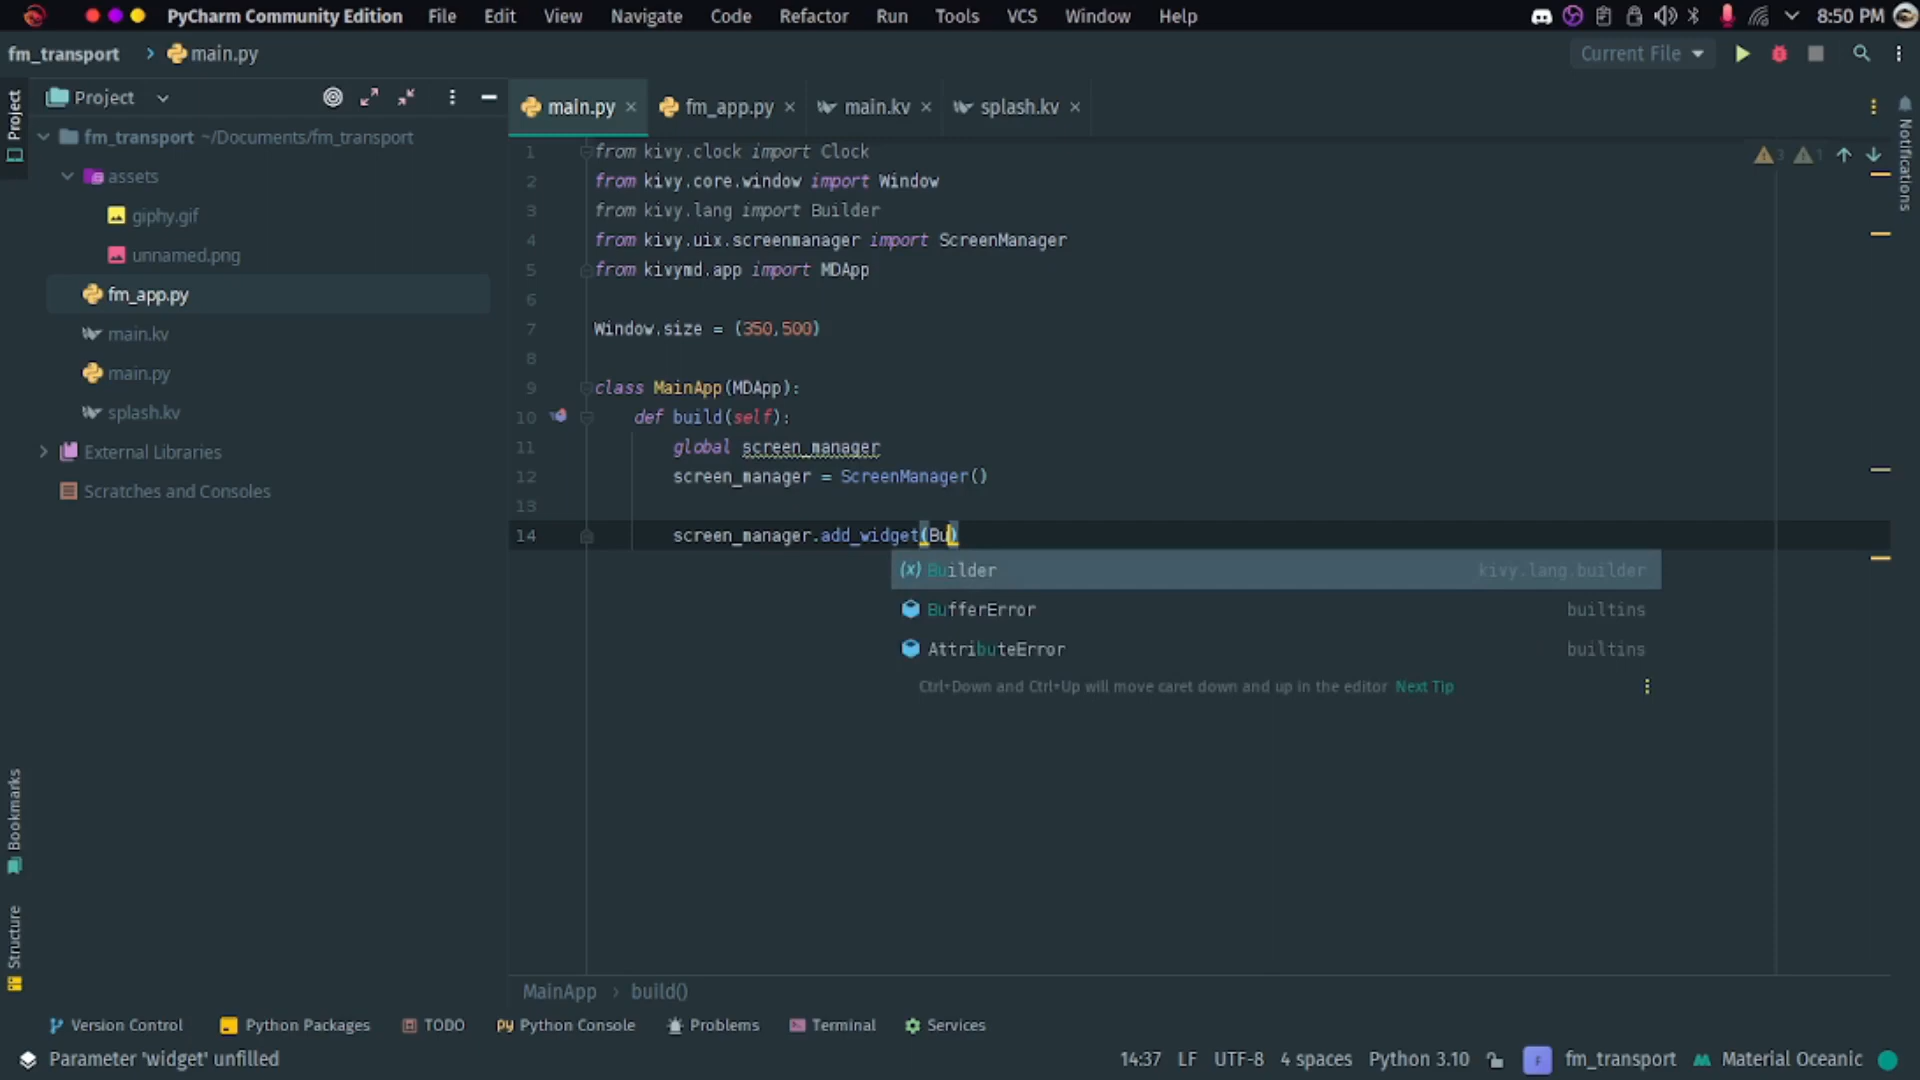 PyCharm Community Edition File Edit View Navigate Code Refactor Run Tools VCS Window Help 8:50 PM
fm_transport > main.py Current File
Project
Project
main.py fm_app.py main.kv splash.kv
Notifications
fm_transport ~/Documents/fm_transport
assets
giphy.gif
unnamed.png
fm_app.py
main.kv
main.py
splash.kv
External Libraries
Scratches and Consoles
1 from kivy.clock import Clock
3 1
2 from kivy.core.window import Window
3 from kivy.lang import Builder
4 from kivy.uix.screenmanager import ScreenManager
5 from kivymd.app import MDApp
6
7 Window.size = (350,500)
8
9 class MainApp(MDApp):
10 def build(self):
11 global screen_manager
12 screen_manager = ScreenManager()
13
14 screen_manager.add_widget(Bu)
(x) Builder kivy.lang.builder
BufferError builtins
AttributeError builtins
Ctrl+Down and Ctrl+Up will move caret down and up in the editor Next Tip
Bookmarks
Structure
MainApp > build()
Version Control Python Packages TODO Python Console Problems Terminal Services
Parameter 'widget' unfilled 14:37 LF UTF-8 4 spaces Python 3.10 F fm_transport Material Oceanic